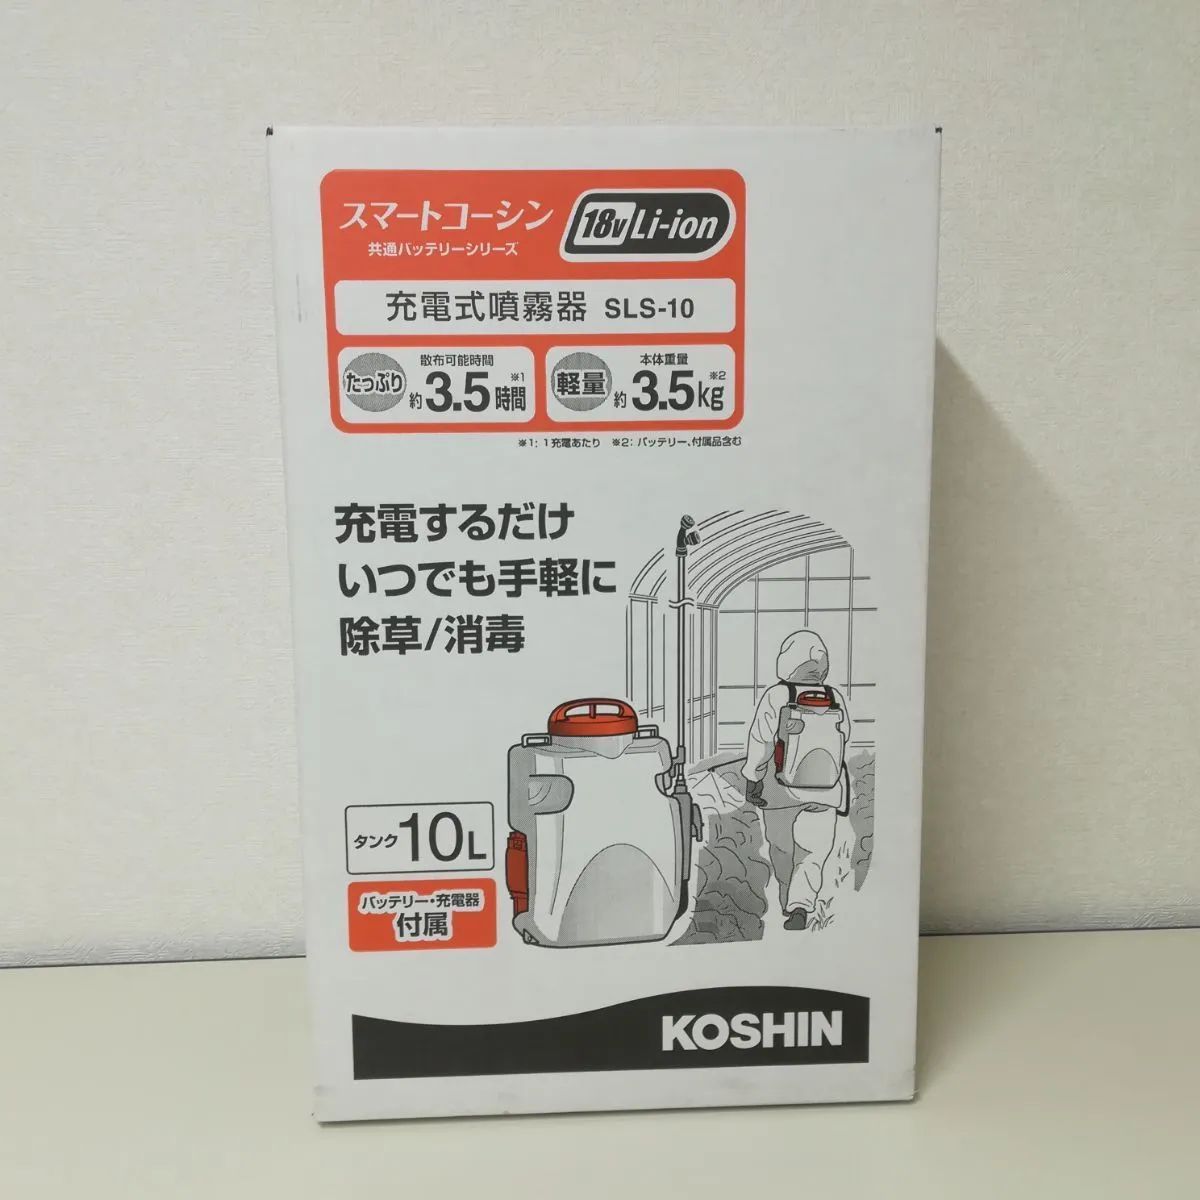 スマートコーシン
共通バッテリーシリーズ
18V Li-ion
充電式噴霧器 SLS-10
たっぷり
散布可能時間
約3.5時間※1
軽量
本体重量
約3.5kg※2
※1: 1充電あたり ※2: バッテリー、付属品含む
充電するだけ
いつでも手軽に
除草/消毒
タンク 10L
バッテリー・充電器
付属
KOSHIN